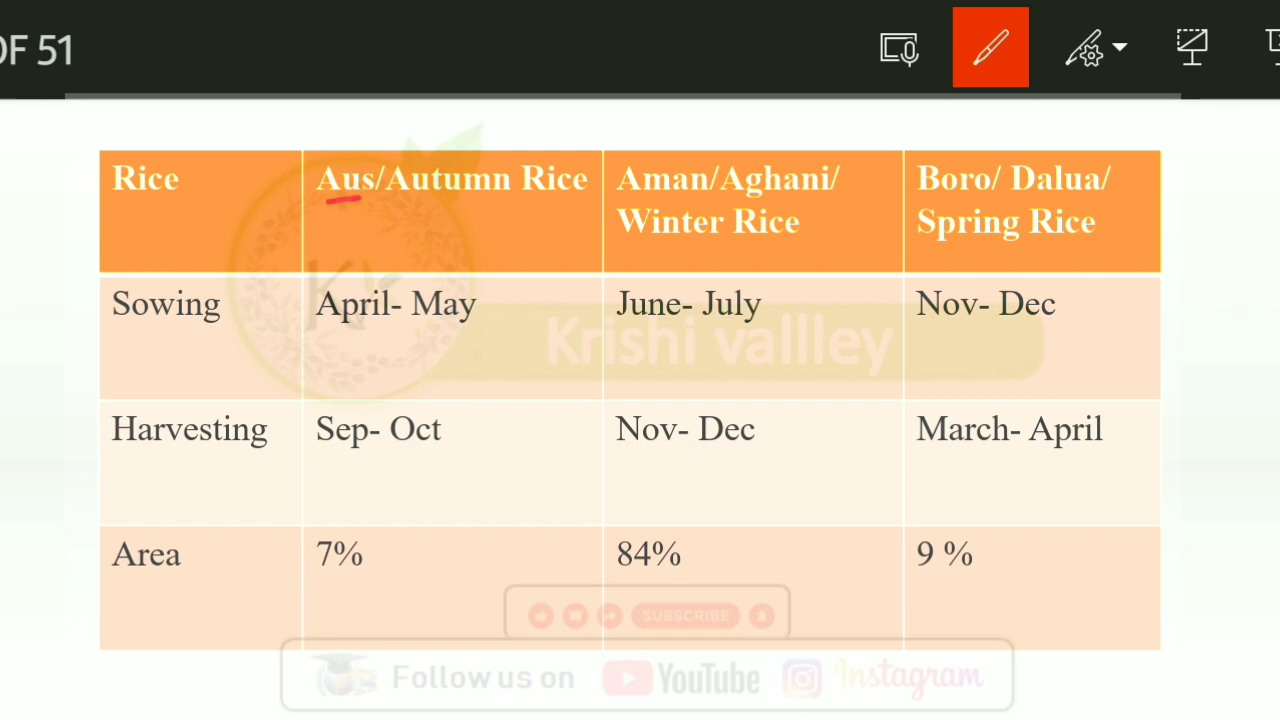 OF 51
Rice Aus/Autumn Rice Aman/Aghani/ Winter Rice Boro/ Dalua/ Spring Rice
Sowing April- May June- July Nov- Dec
Krishi vallley
Harvesting Sep- Oct Nov- Dec March- April
Area 7% 84% 9 %
SUBSCRIBE
Follow us on YouTube Instagram